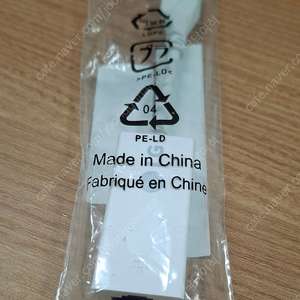 プラ
>PE-LD<
04
PE-LD
Made in China
Fabriqué en Chine